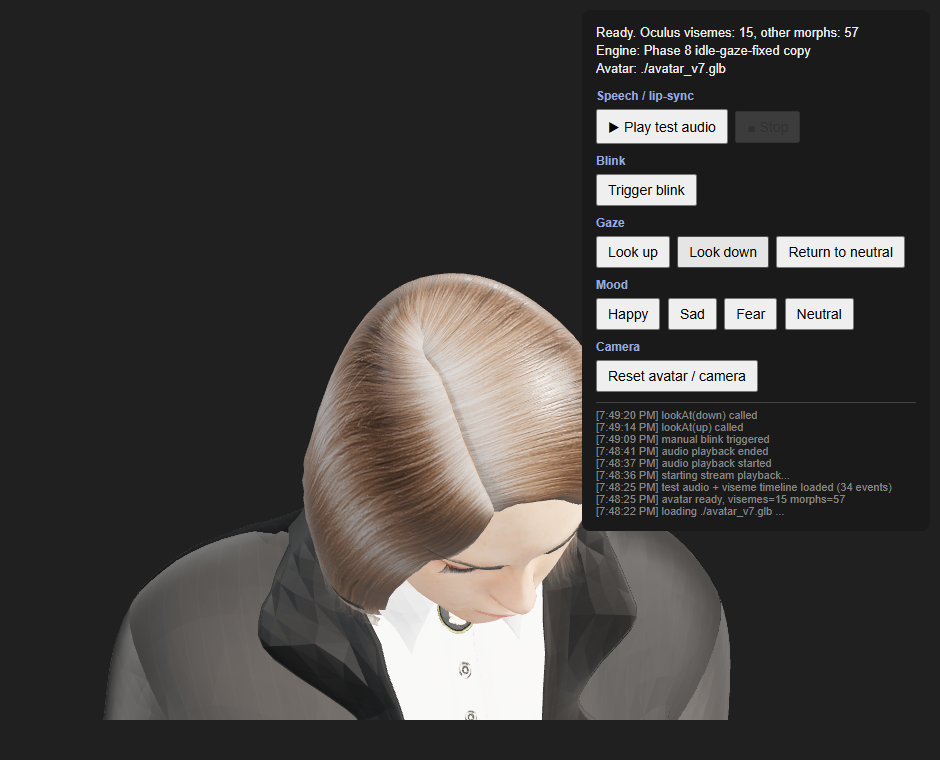 Ready. Oculus visemes: 15, other morphs: 57
Engine: Phase 8 idle-gaze-fixed copy
Avatar: ./avatar_v7.glb
Speech / lip-sync
▶ Play test audio ■ Stop
Blink
Trigger blink
Gaze
Look up Look down Return to neutral
Mood
Happy Sad Fear Neutral
Camera
Reset avatar / camera
[7:49:20 PM] lookAt(down) called
[7:49:14 PM] lookAt(up) called
[7:49:09 PM] manual blink triggered
[7:48:41 PM] audio playback ended
[7:48:37 PM] audio playback started
[7:48:36 PM] starting stream playback...
[7:48:25 PM] test audio + viseme timeline loaded (34 events)
[7:48:25 PM] avatar ready, visemes=15 morphs=57
[7:48:22 PM] loading ./avatar_v7.glb ...